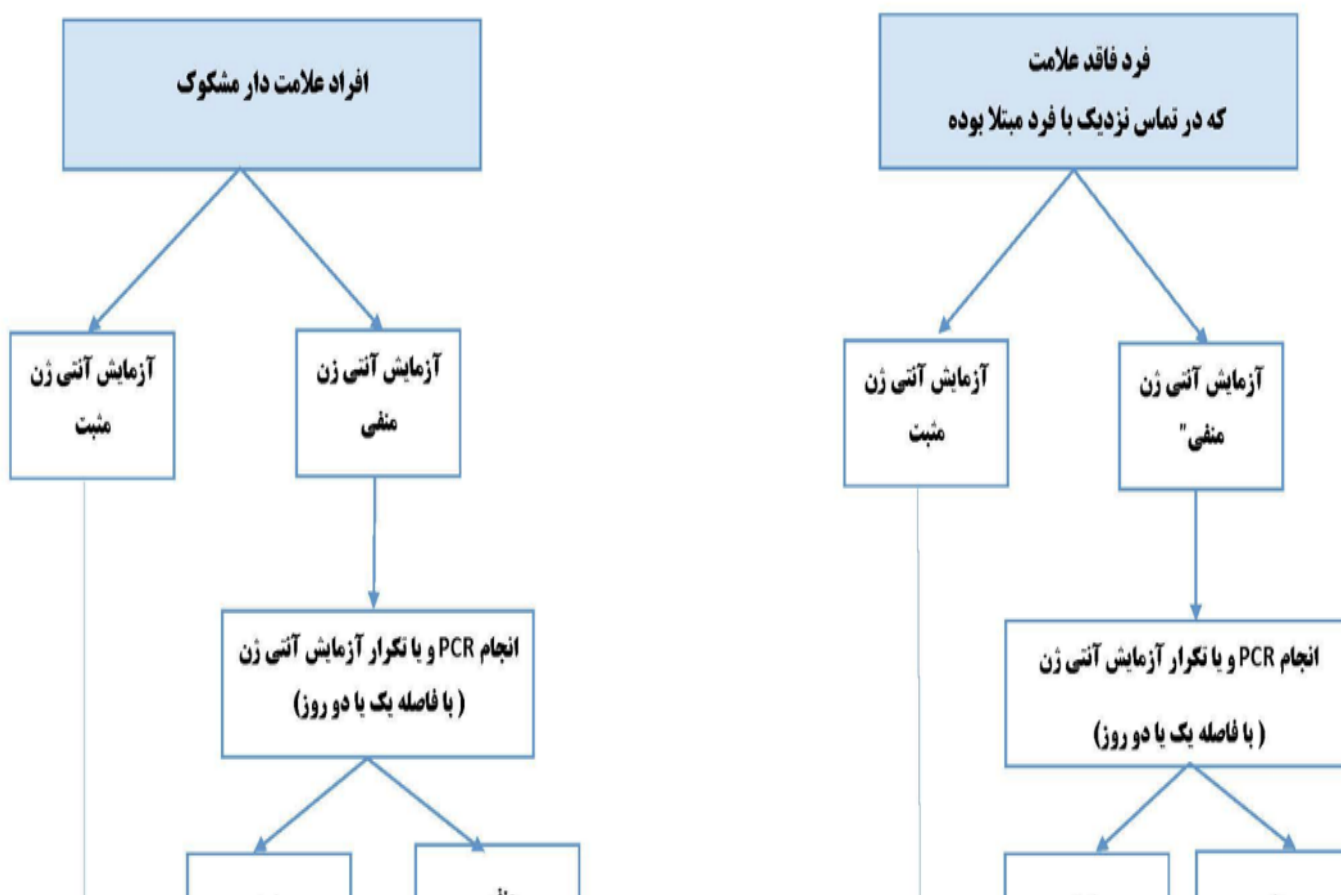 فرد فاقد علامت
که در تماس نزدیک با فرد مبتلا بوده
آزمایش آنتی ژن
منفی"
آزمایش آنتی ژن
مثبت
انجام PCR و یا تکرار آزمایش آنتی ژن
( با فاصله یک یا دو روز)
افراد علامت دار مشکوک
آزمایش آنتی ژن
منفی
آزمایش آنتی ژن
مثبت
انجام PCR و یا تکرار آزمایش آنتی ژن
( با فاصله یک یا دو روز)